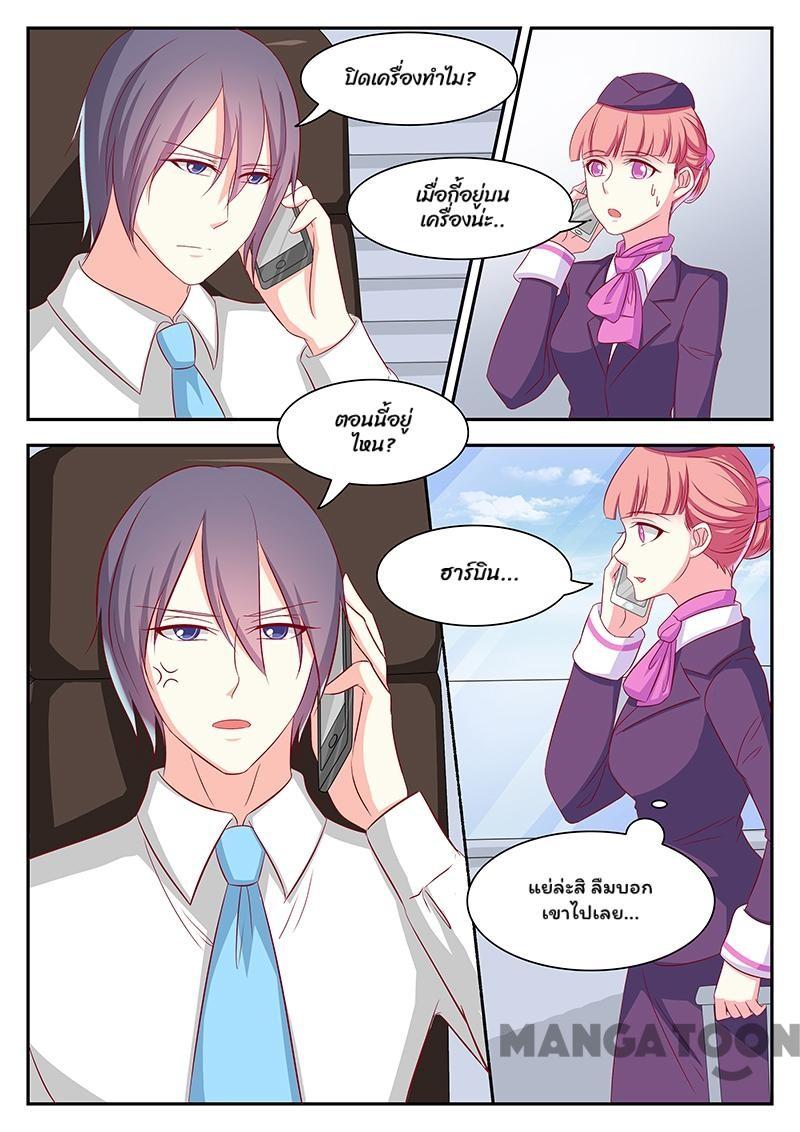 ปิดเครื่องทำไม?
เมื่อกี้อยู่บน
เครื่องน่ะ..
ตอนนี้อยู่
ไหน?
ฮาร์บิน...
แย่ล่ะสิ ลืมบอก
เขาไปเลย...
MANGATOON